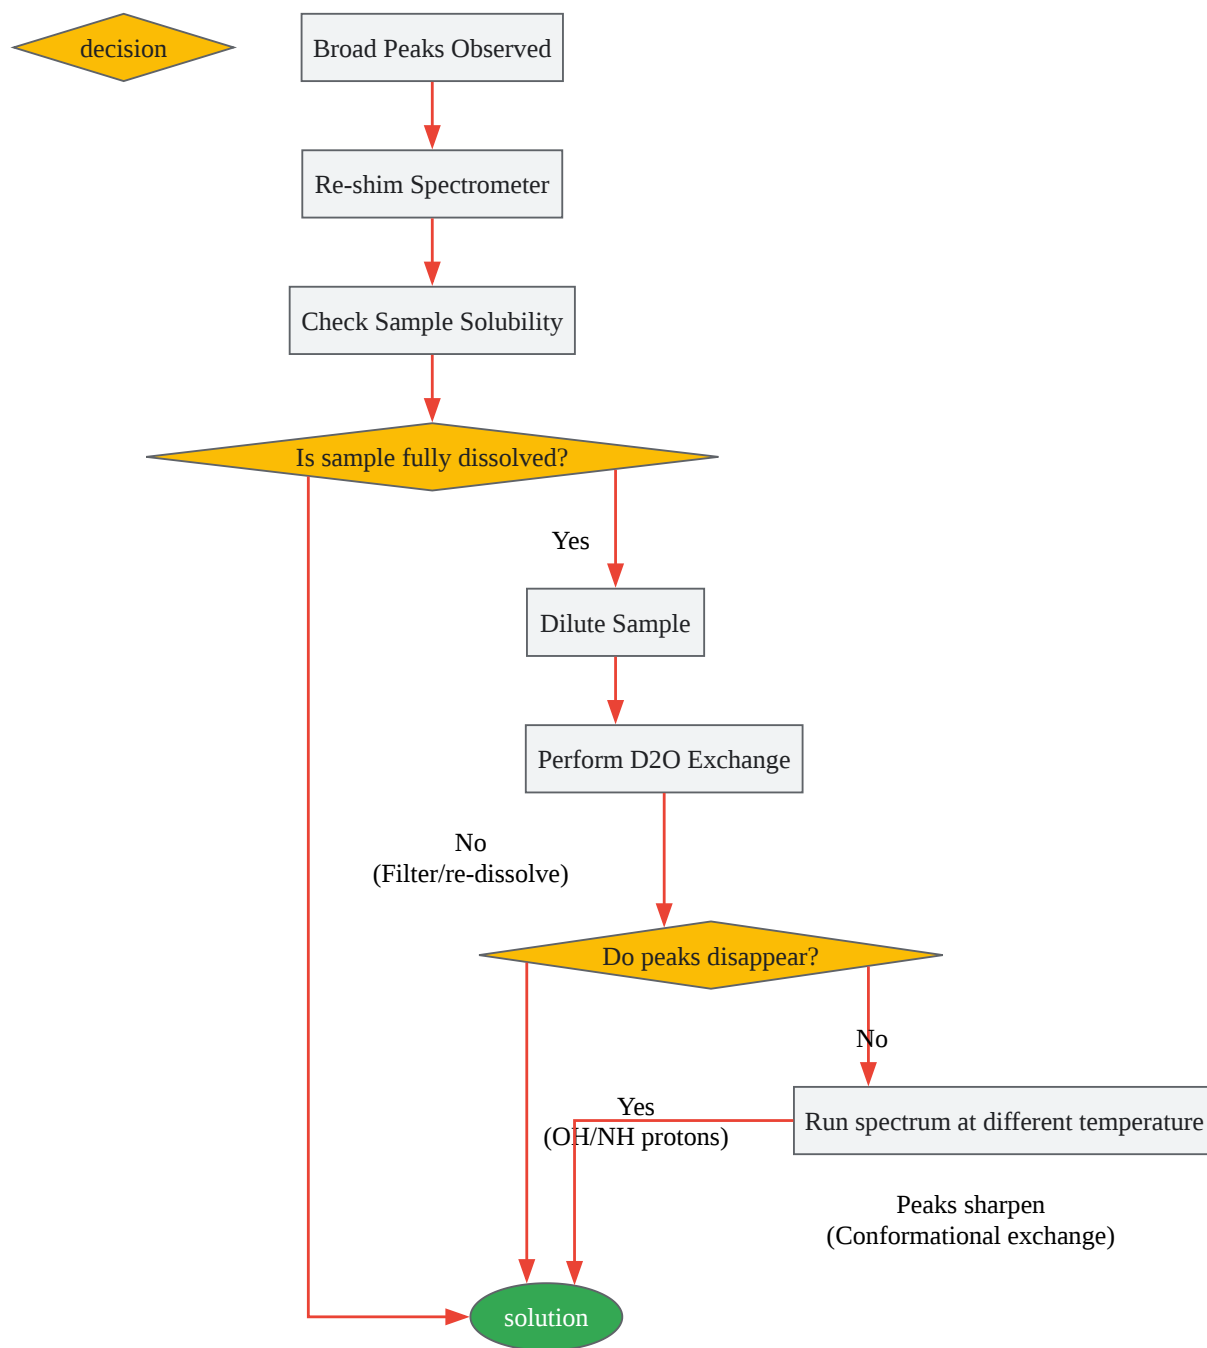 decision
Broad Peaks Observed
Re-shim Spectrometer
Check Sample Solubility
Is sample fully dissolved?
Yes
Dilute Sample
Perform D2O Exchange
No
(Filter/re-dissolve)
Do peaks disappear?
No
Yes
(OH/NH protons)
Run spectrum at different temperature
Peaks sharpen
(Conformational exchange)
solution